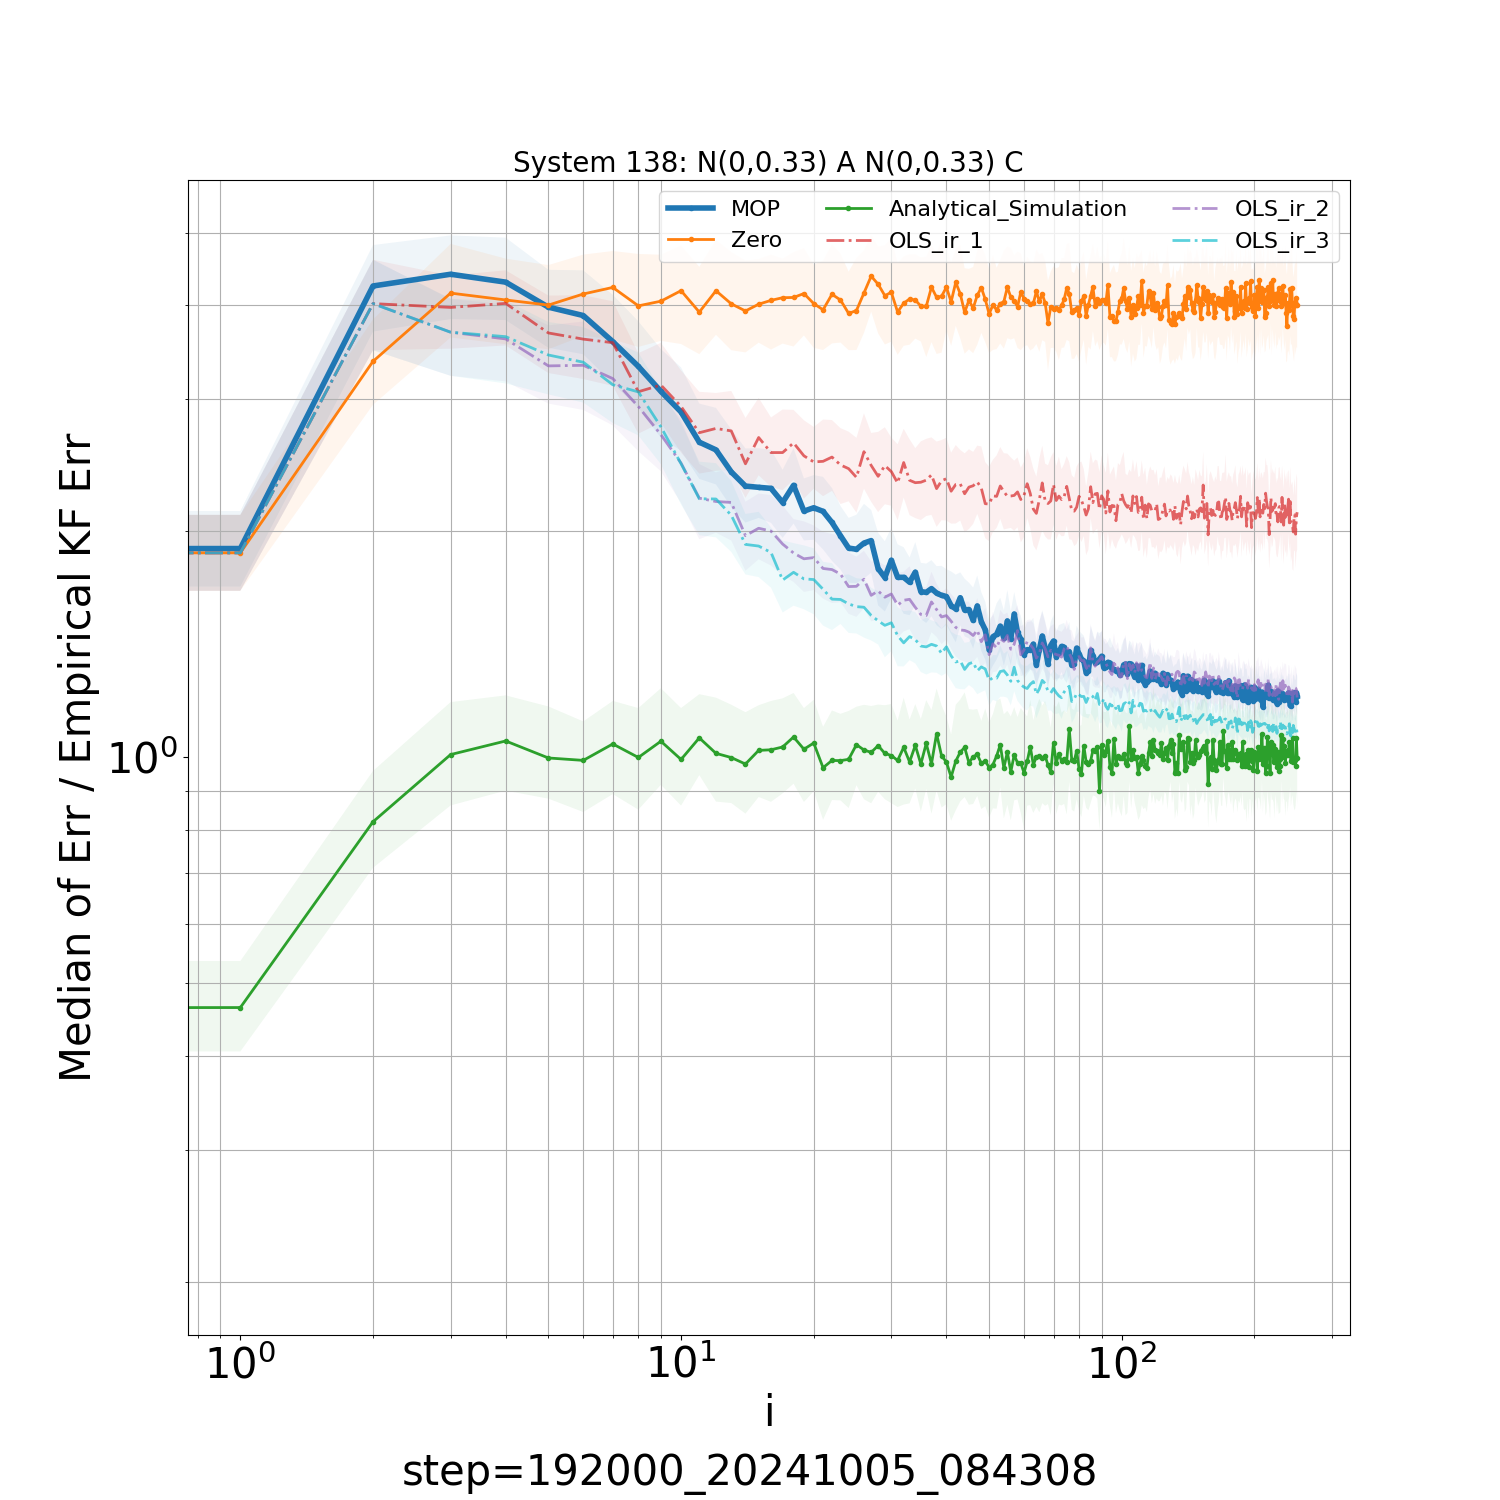 System 138: N(0,0.33) A N(0,0.33) C
MOP
Zero
Analytical_Simulation
OLS_ir_1
OLS_ir_2
OLS_ir_3
Median of Err / Empirical KF Err
10⁰
10⁰ 10¹ 10²
i
step=192000_20241005_084308